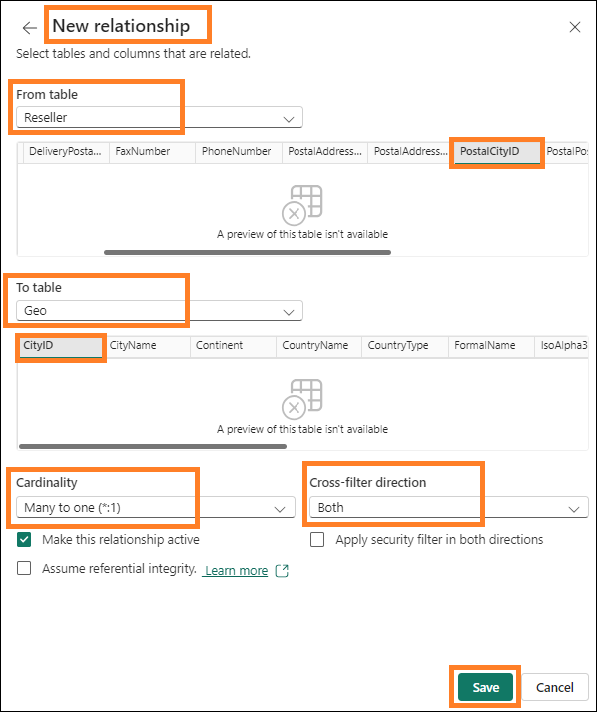 New relationship
Select tables and columns that are related.
From table
Reseller
DeliveryPosta... FaxNumber PhoneNumber PostalAddress... PostalAddress... PostalCityID PostalPo
A preview of this table isn't available
To table
Geo
CityID CityName Continent CountryName CountryType FormalName IsoAlpha3
A preview of this table isn't available
Cardinality Cross-filter direction
Many to one (*:1) Both
Make this relationship active Apply security filter in both directions
Assume referential integrity. Learn more
Save Cancel